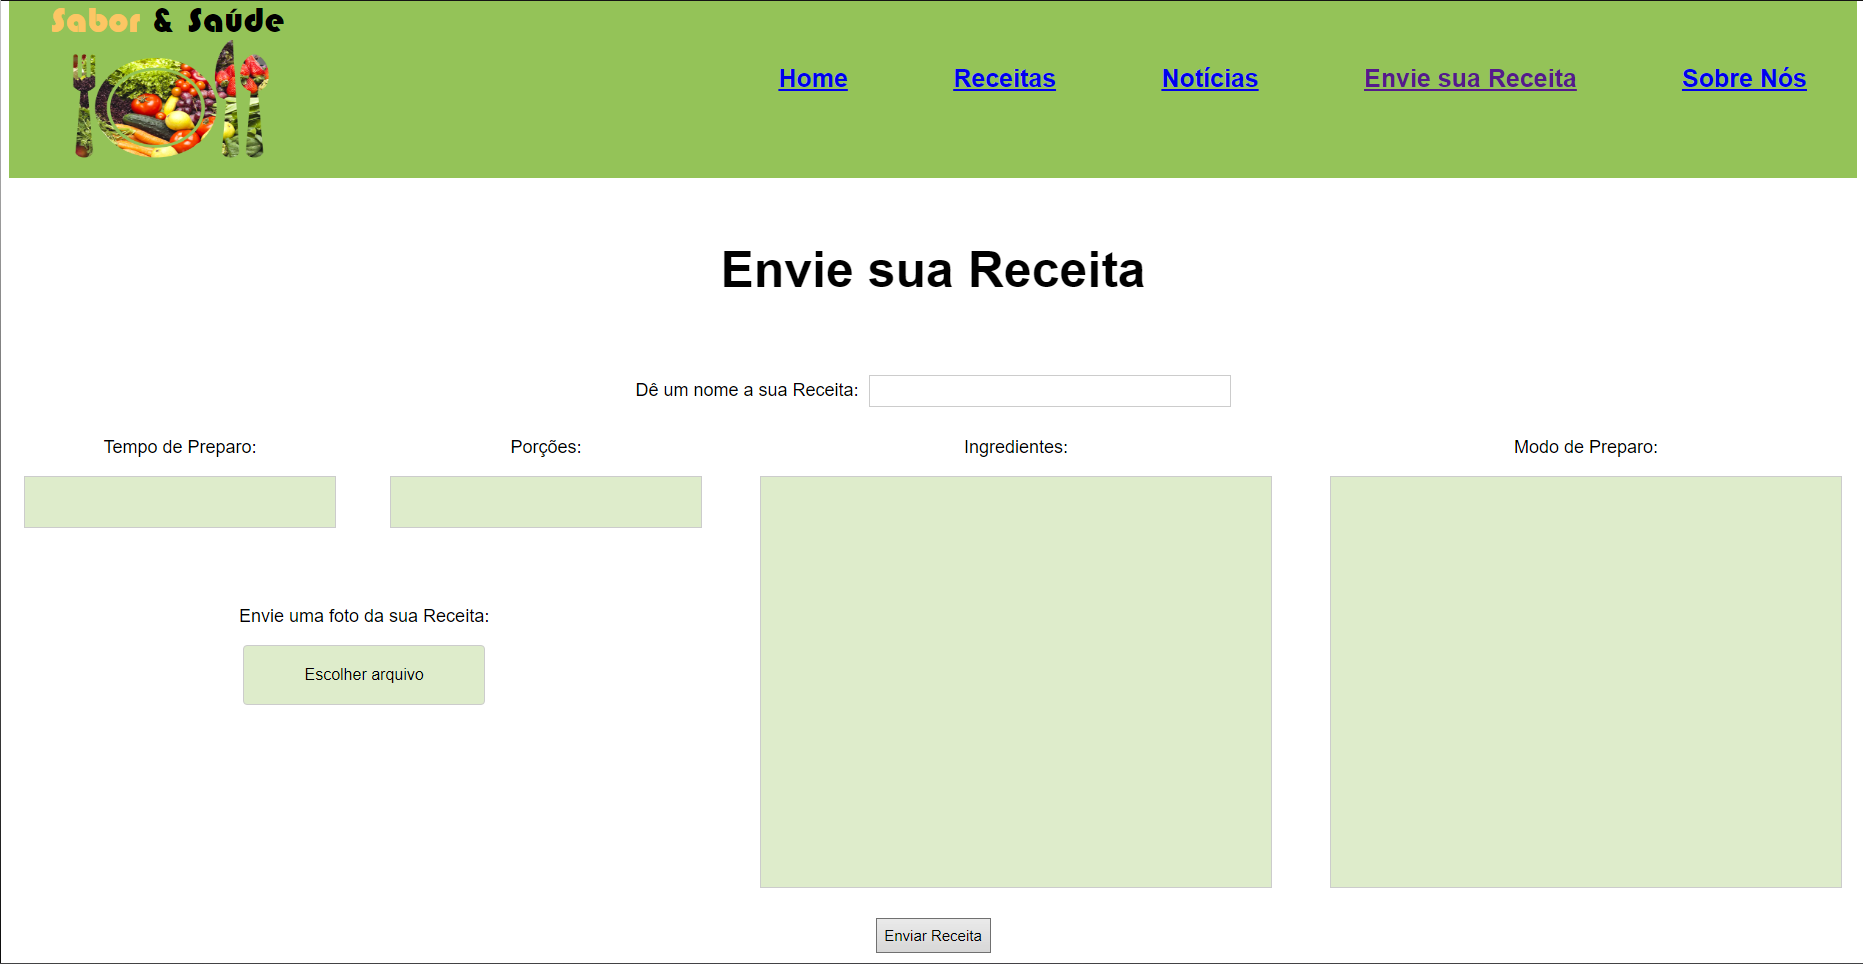 Sabor & Saúde
Home Receitas Notícias Envie sua Receita Sobre Nós
Envie sua Receita
Dê um nome a sua Receita:
Tempo de Preparo: Porções: Ingredientes: Modo de Preparo:
Envie uma foto da sua Receita:
Escolher arquivo
Enviar Receita